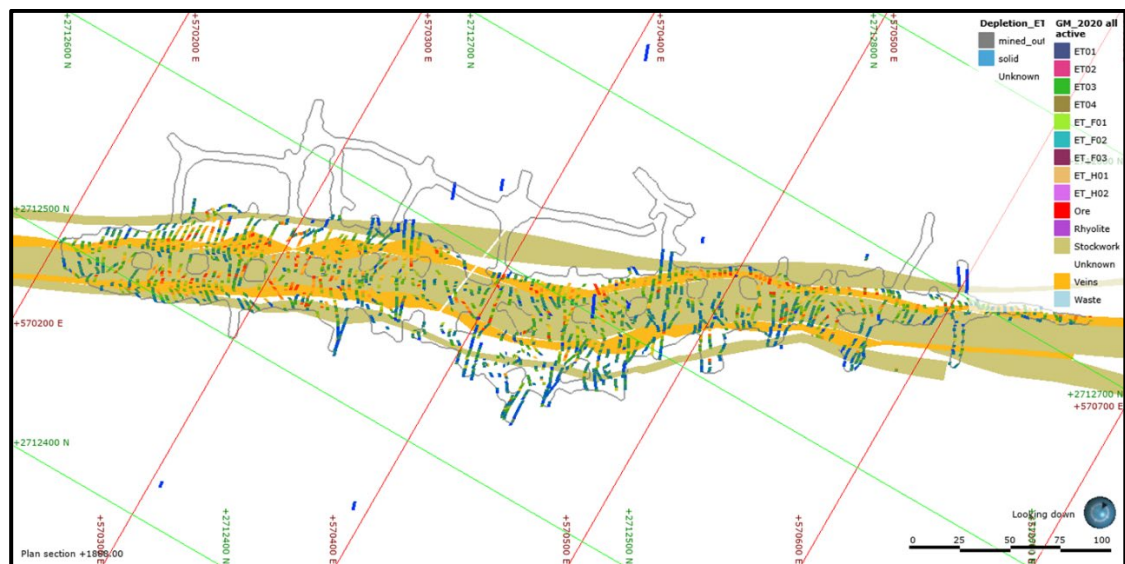 +2712600 N
+570200 E
+570300 E
+2712700 N
+570400 E
+2712800 N
+570500 E
Depletion_ET
mined_out
solid
Unknown
GM_2020 all
active
ET01
ET02
ET03
ET04
ET_F01
ET_F02
ET_F03
ET_H01
ET_H02
Ore
Rhyolite
Stockwork
Unknown
Veins
Waste
+2712500 N
+570200 E
+2712700 N
+570700 E
+2712400 N
+570300
+2712400 N
+570400 E
+570500 E
+2712500 N
+570600 E
Looking down
Plan section +1880.00
0 25 50 75 100